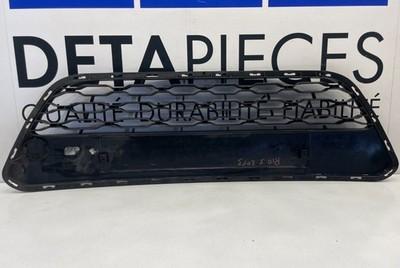 DETAPIECES
QUALITÉ DURABILITÉ FIABILITÉ